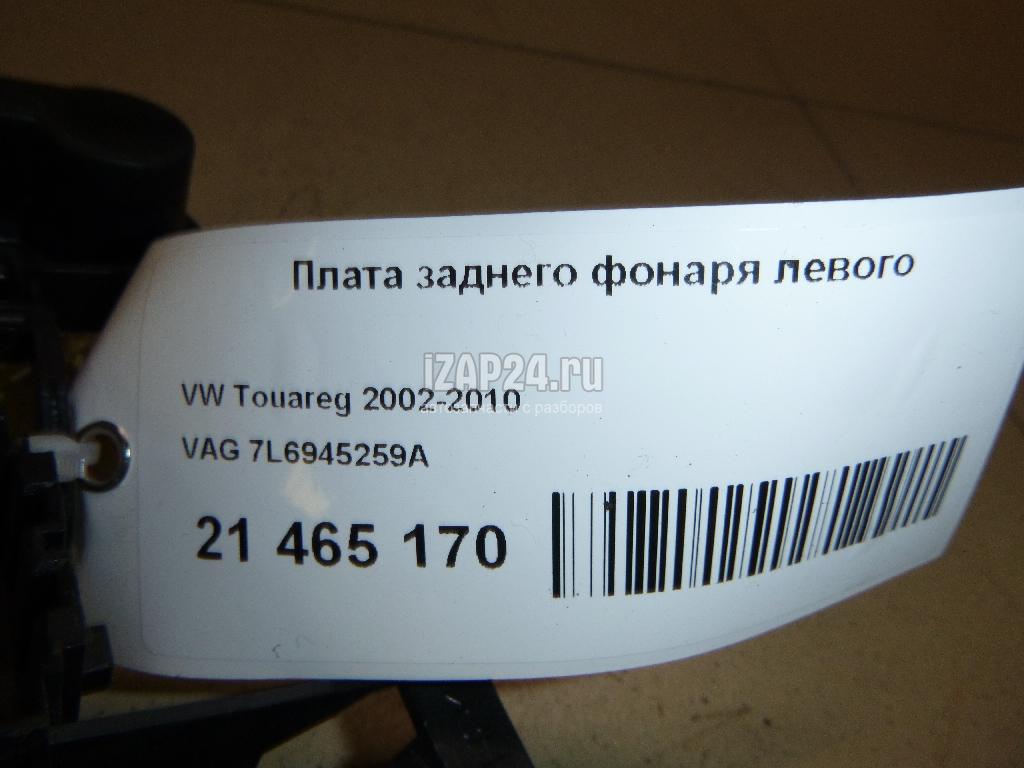 Плата заднего фонаря левого
iZAP24.ru
автозапчасти с разборов
VW Touareg 2002-2010
VAG 7L6945259A
21 465 170